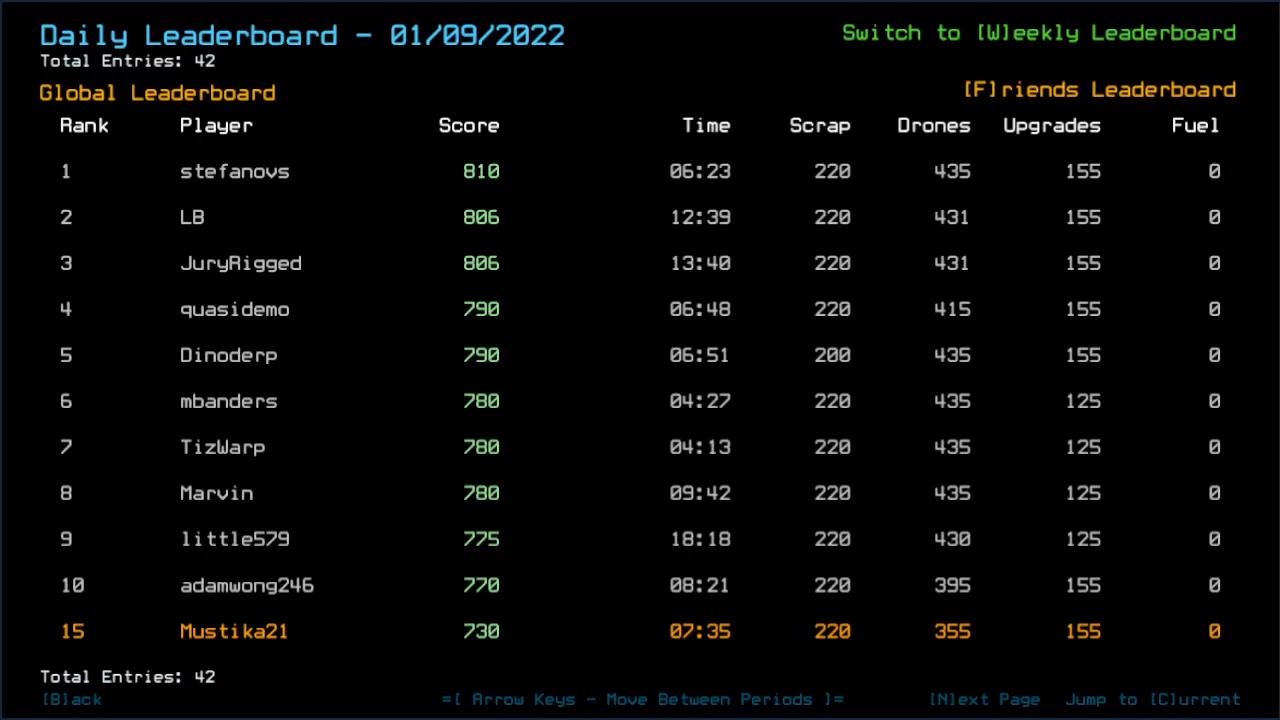 Daily Leaderboard - 01/09/2022 Switch to [W]eekly Leaderboard
Total Entries: 42
Global Leaderboard [F]riends Leaderboard
Rank Player Score Time Scrap Drones Upgrades Fuel
1 stefanovs 810 06:23 220 435 155 0
2 LB 806 12:39 220 431 155 0
3 JuryRigged 806 13:40 220 431 155 0
4 quasidemo 790 06:48 220 415 155 0
5 Dinoderp 790 06:51 200 435 155 0
6 mbanders 780 04:27 220 435 125 0
7 TizWarp 780 04:13 220 435 125 0
8 Marvin 780 09:42 220 435 125 0
9 little579 775 18:18 220 430 125 0
10 adamwong246 770 08:21 220 395 155 0
15 Mustika21 730 07:35 220 355 155 0
Total Entries: 42
[B]ack =[ Arrow Keys - Move Between Periods ]= [N]ext Page Jump to [C]urrent